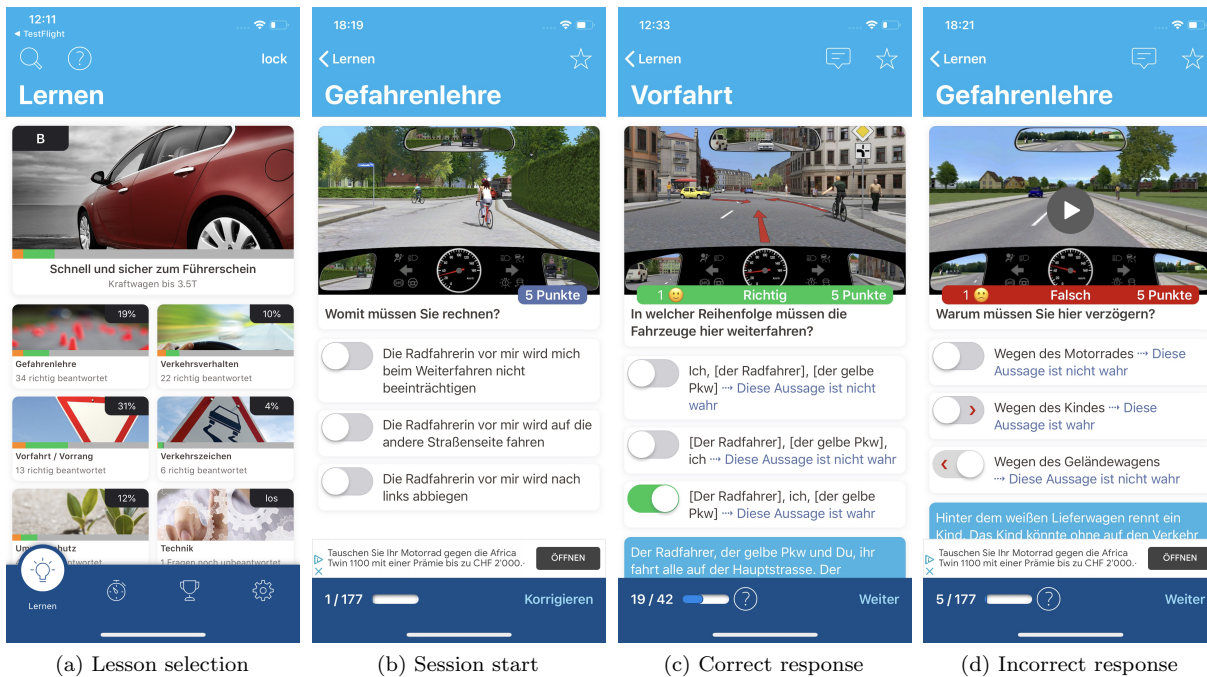 12:11
◀ TestFlight
lock
Lernen
B
Schnell und sicher zum Führerschein
Kraftwagen bis 3.5T
19%
Gefahrenlehre
34 richtig beantwortet
10%
Verkehrsverhalten
22 richtig beantwortet
31%
Vorfahrt / Vorrang
13 richtig beantwortet
4%
Verkehrszeichen
6 richtig beantwortet
12%
los
Technik
1 Fragen noch unbeantwortet
Lernen
(a) Lesson selection
18:19
Lernen
Gefahrenlehre
5 Punkte
Womit müssen Sie rechnen?
Die Radfahrerin vor mir wird mich
beim Weiterfahren nicht
beeinträchtigen
Die Radfahrerin vor mir wird auf die
andere Straßenseite fahren
Die Radfahrerin vor mir wird nach
links abbiegen
Tauschen Sie Ihr Motorrad gegen die Africa
Twin 1100 mit einer Prämie bis zu CHF 2'000.-
ÖFFNEN
1 / 177
Korrigieren
(b) Session start
12:33
Lernen
Vorfahrt
1 Richtig 5 Punkte
In welcher Reihenfolge müssen die
Fahrzeuge hier weiterfahren?
Ich, [der Radfahrer], [der gelbe
Pkw] ⤑ Diese Aussage ist nicht
wahr
[Der Radfahrer], [der gelbe Pkw],
ich ⤑ Diese Aussage ist nicht wahr
[Der Radfahrer], ich, [der gelbe
Pkw] ⤑ Diese Aussage ist wahr
Der Radfahrer, der gelbe Pkw und Du, ihr
fahrt alle auf der Hauptstrasse. Der
19 / 42
Weiter
(c) Correct response
18:21
Lernen
Gefahrenlehre
1 Falsch 5 Punkte
Warum müssen Sie hier verzögern?
Wegen des Motorrades ⤑ Diese
Aussage ist nicht wahr
Wegen des Kindes ⤑ Diese
Aussage ist wahr
Wegen des Geländewagens
⤑ Diese Aussage ist nicht wahr
Hinter dem weißen Lieferwagen rennt ein
Kind. Das Kind könnte ohne auf den Verkehr
Tauschen Sie Ihr Motorrad gegen die Africa
Twin 1100 mit einer Prämie bis zu CHF 2'000.-
ÖFFNEN
5 / 177
Weiter
(d) Incorrect response